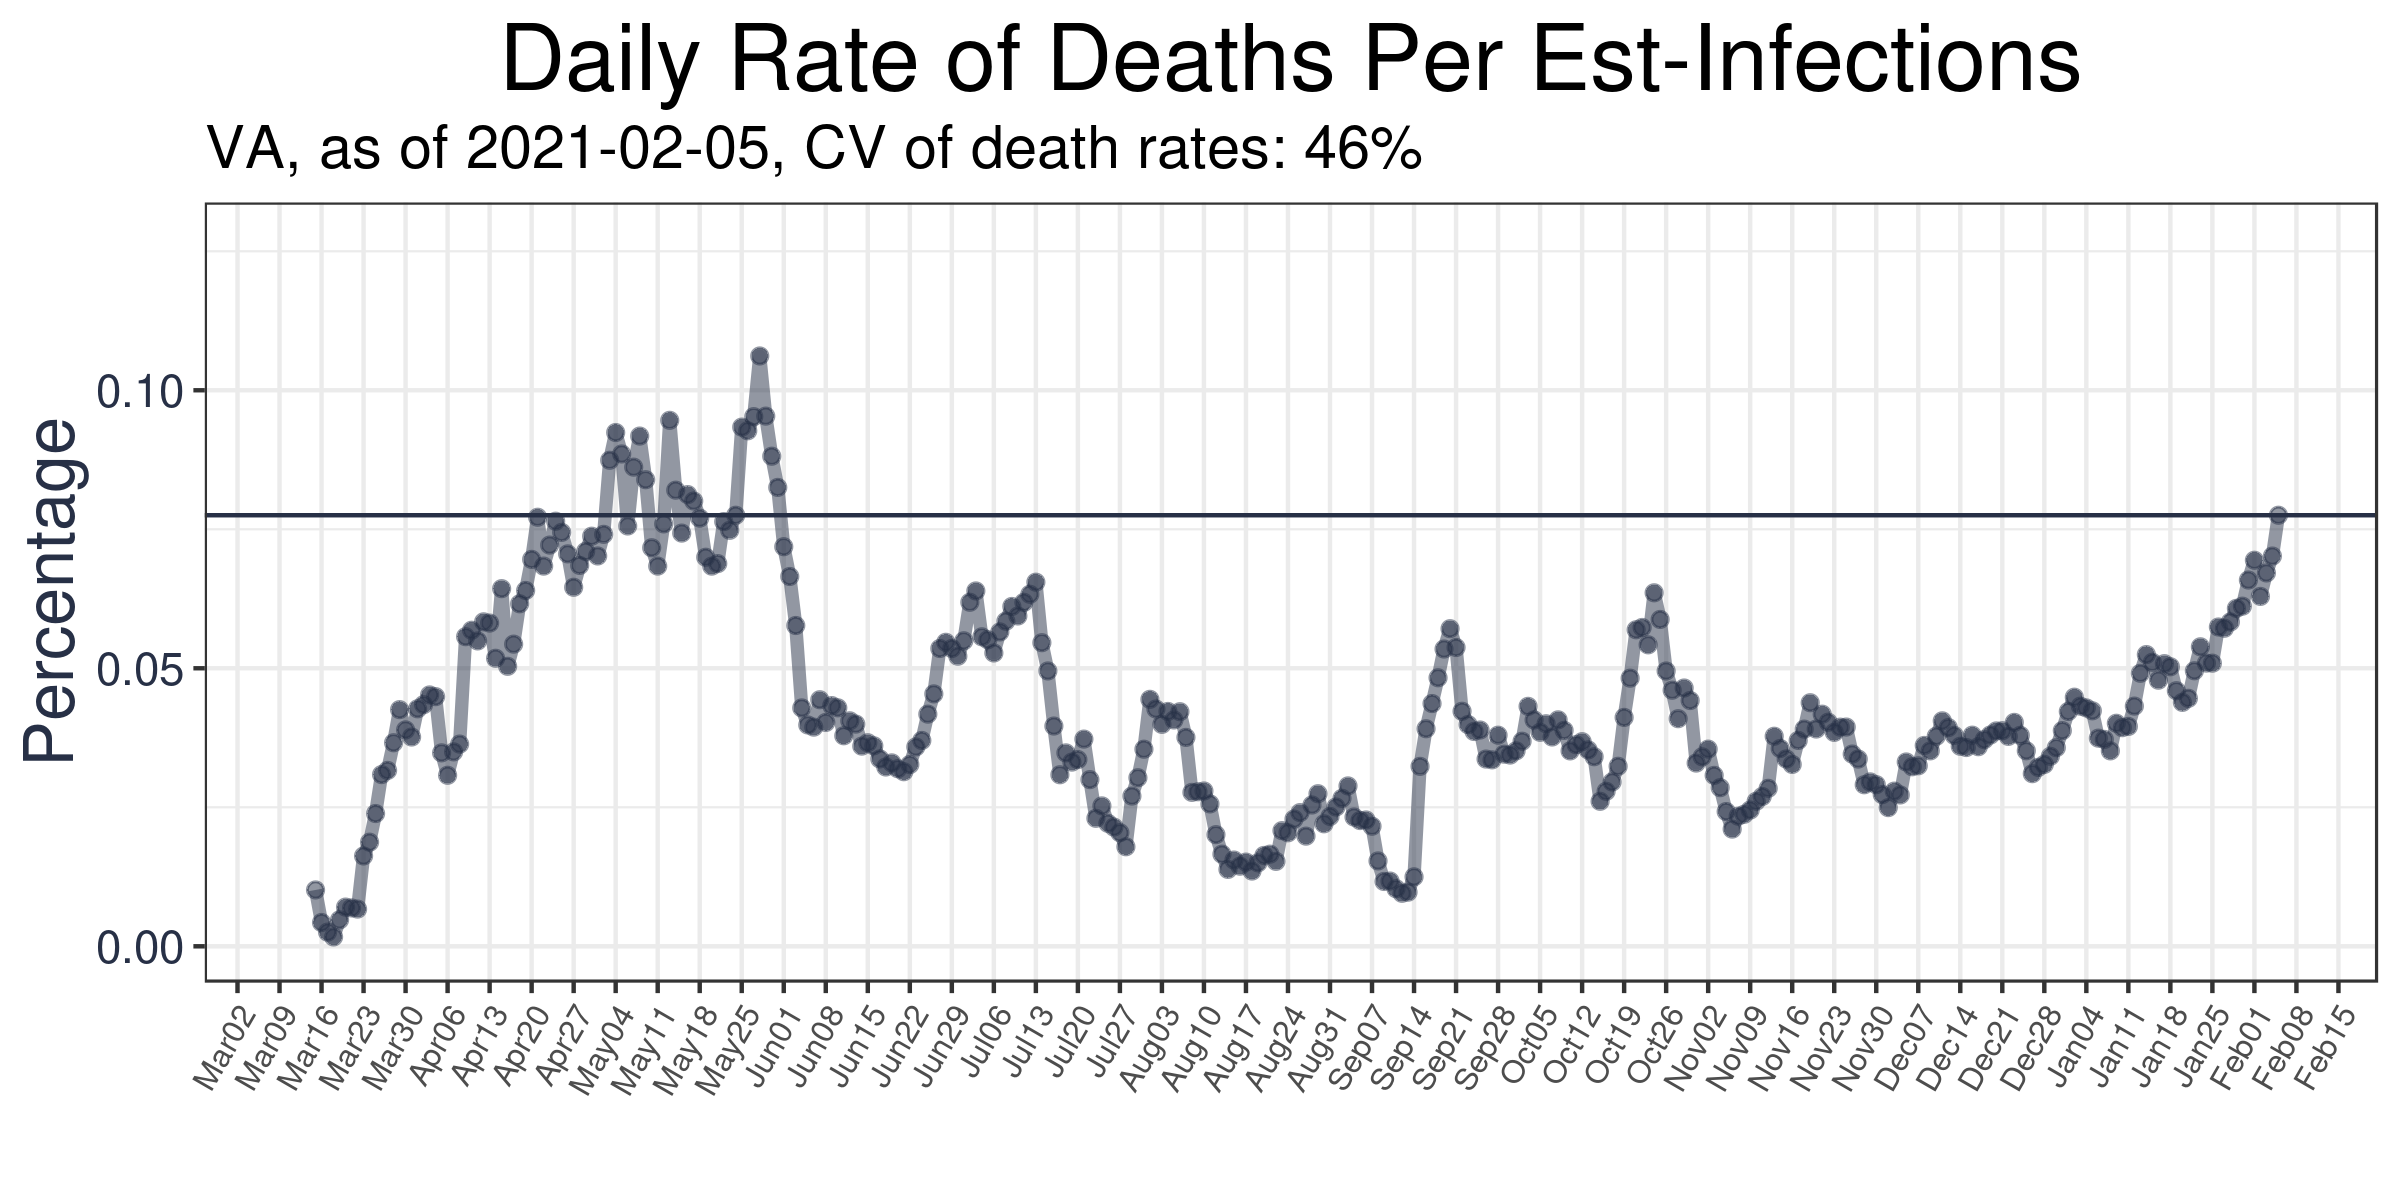 Daily Rate of Deaths Per Est-Infections
VA, as of 2021-02-05, CV of death rates: 46%
Percentage
0.10
0.05
0.00
Mar02
Mar09
Mar16
Mar23
Mar30
Apr06
Apr13
Apr20
Apr27
May04
May11
May18
May25
Jun01
Jun08
Jun15
Jun22
Jun29
Jul06
Jul13
Jul20
Jul27
Aug03
Aug10
Aug17
Aug24
Aug31
Sep07
Sep14
Sep21
Sep28
Oct05
Oct12
Oct19
Oct26
Nov02
Nov09
Nov16
Nov23
Nov30
Dec07
Dec14
Dec21
Dec28
Jan04
Jan11
Jan18
Jan25
Feb01
Feb08
Feb15